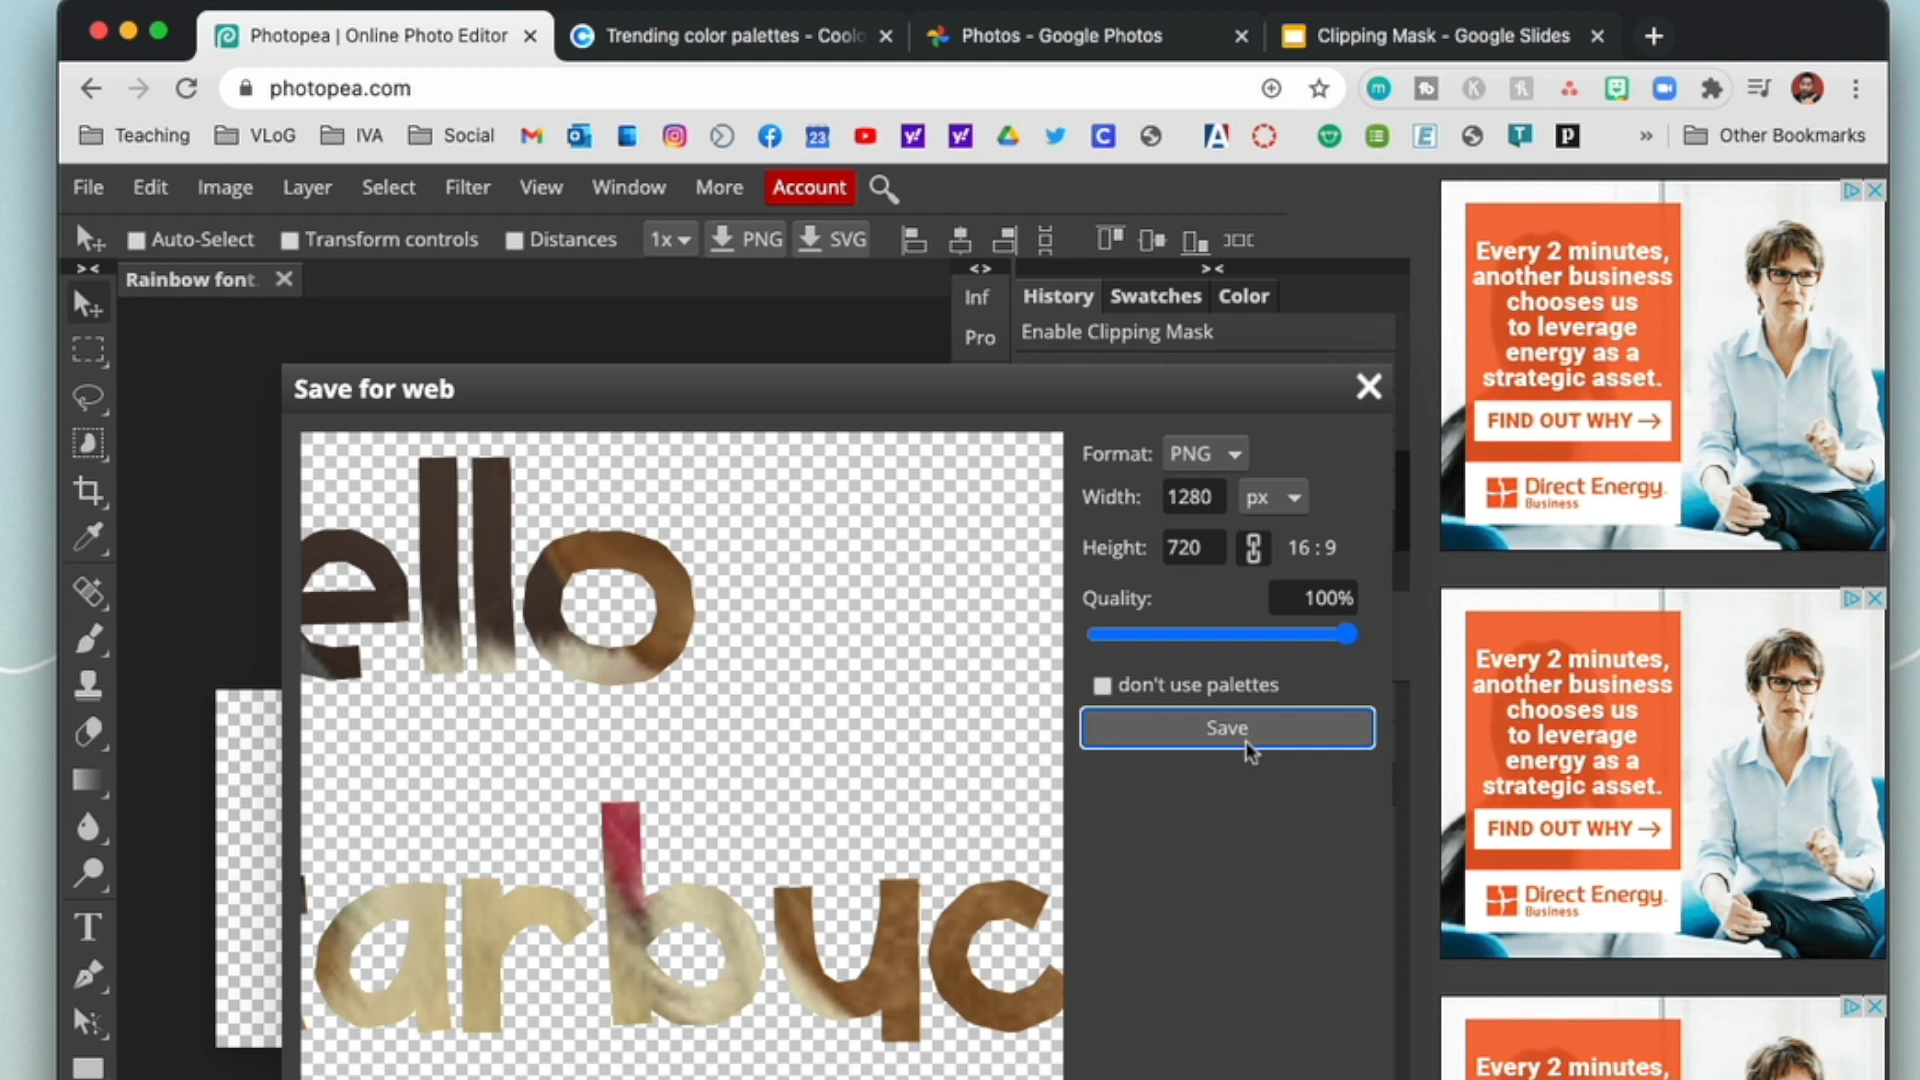 Photopea | Online Photo Editor
Trending color palettes - Coolo
Photos - Google Photos
Clipping Mask - Google Slides
photopea.com
Teaching
VLoG
IVA
Social
23
Other Bookmarks
File Edit Image Layer Select Filter View Window More Account
Auto-Select Transform controls Distances 1x PNG SVG
Rainbow font.
Inf
Pro
History Swatches Color
Enable Clipping Mask
Save for web
ello
arbuc
Format: PNG
Width: 1280 px
Height: 720 16 : 9
Quality: 100%
don't use palettes
Save
Every 2 minutes,
another business
chooses us
to leverage
energy as a
strategic asset.
FIND OUT WHY →
Direct Energy.
Business
Every 2 minutes,
another business
chooses us
to leverage
energy as a
strategic asset.
FIND OUT WHY →
Direct Energy.
Business
Every 2 minutes,